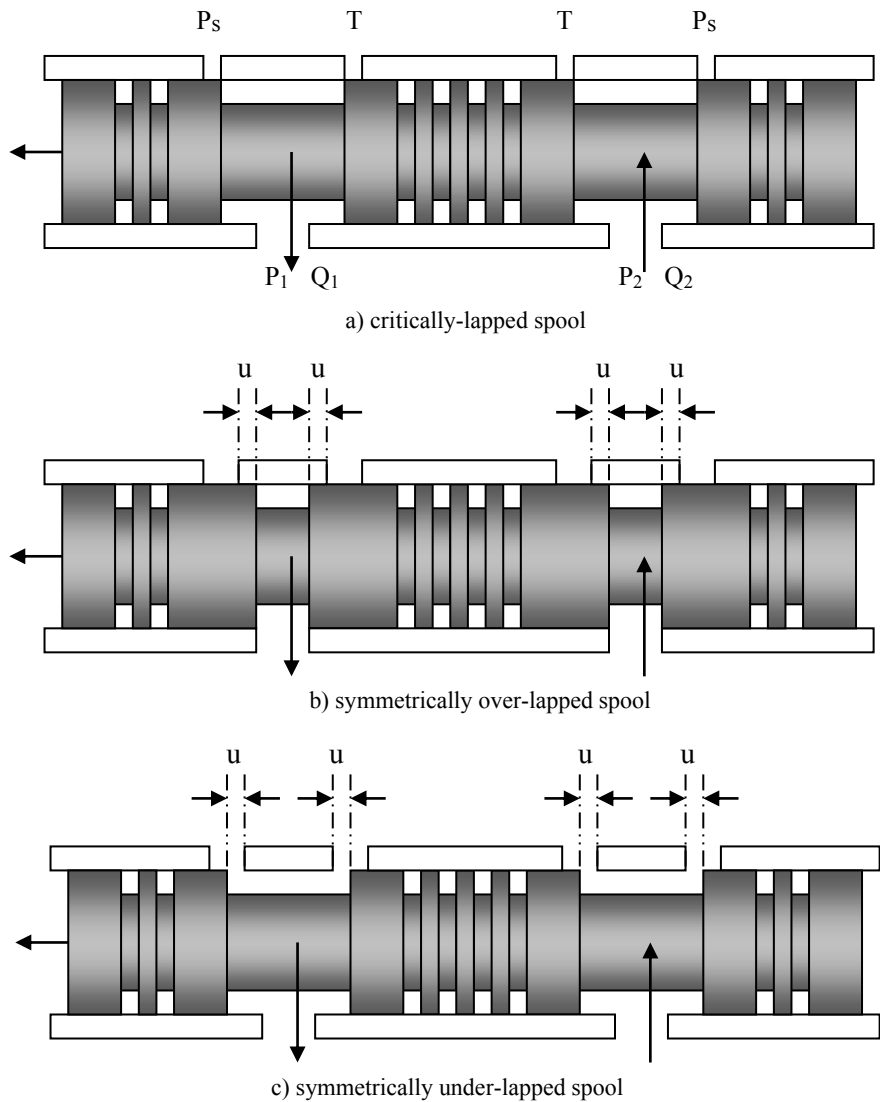 Ps T T Ps
P1 Q1 P2 Q2
a) critically-lapped spool
u u u u
b) symmetrically over-lapped spool
u u u u
c) symmetrically under-lapped spool